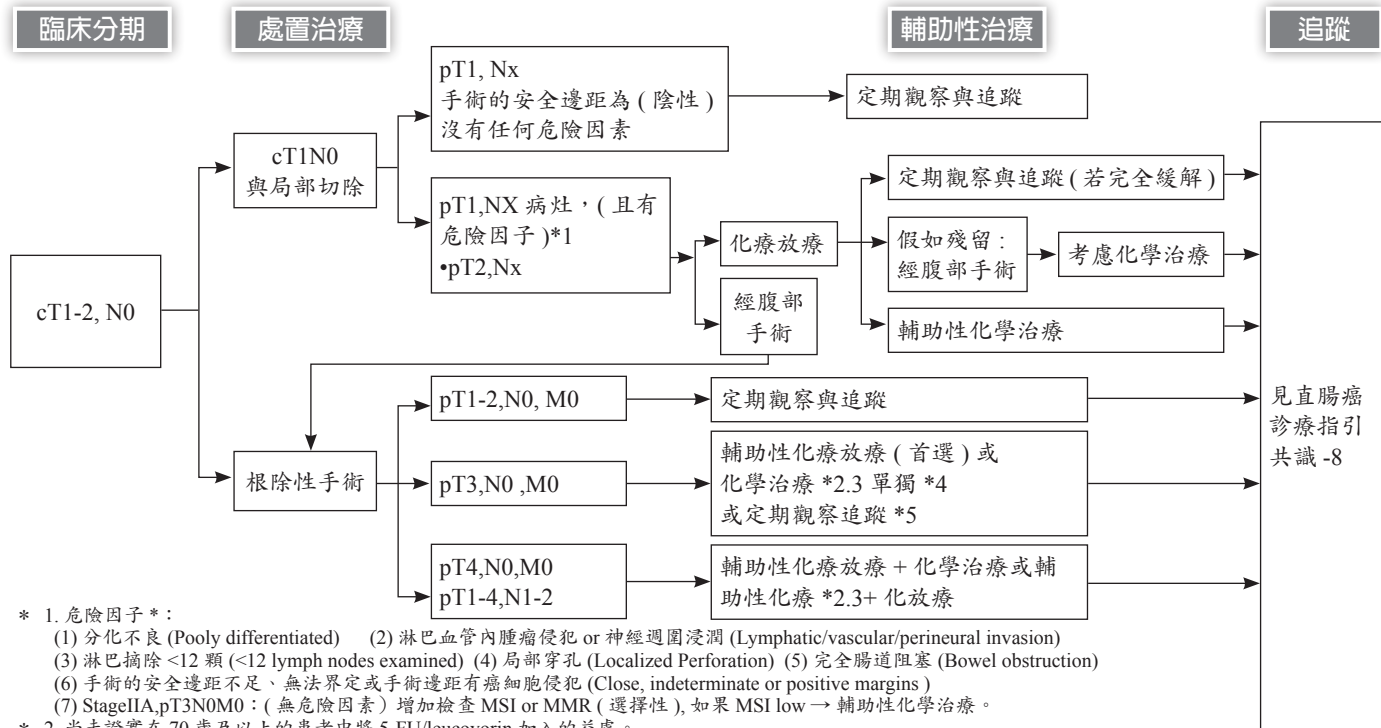 臨床分期
處置治療
輔助性治療
追蹤
pT1, Nx
手術的安全邊距為 ( 陰性 )
沒有任何危險因素
定期觀察與追蹤
cT1N0
與局部切除
pT1,NX 病灶，( 且有
危險因子 )*1
•pT2,Nx
化療放療
定期觀察與追蹤 ( 若完全緩解 )
假如殘留 :
經腹部手術
考慮化學治療
輔助性化學治療
經腹部
手術
cT1-2, N0
根除性手術
pT1-2,N0, M0
定期觀察與追蹤
pT3,N0 ,M0
輔助性化療放療 ( 首選 ) 或
化學治療 *2.3 單獨 *4
或定期觀察追蹤 *5
pT4,N0,M0
pT1-4,N1-2
輔助性化療放療 + 化學治療或輔
助性化療 *2.3+ 化放療
見直腸癌
診療指引
共識 -8
* 1. 危險因子 *：
(1) 分化不良 (Pooly differentiated) (2) 淋巴血管內腫瘤侵犯 or 神經週圍浸潤 (Lymphatic/vascular/perineural invasion)
(3) 淋巴摘除 <12 顆 (<12 lymph nodes examined) (4) 局部穿孔 (Localized Perforation) (5) 完全腸道阻塞 (Bowel obstruction)
(6) 手術的安全邊距不足、無法界定或手術邊距有癌細胞侵犯 (Close, indeterminate or positive margins )
(7) StageIIA,pT3N0M0：( 無危險因素）增加檢查 MSI or MMR ( 選擇性 ), 如果 MSI low → 輔助性化學治療。